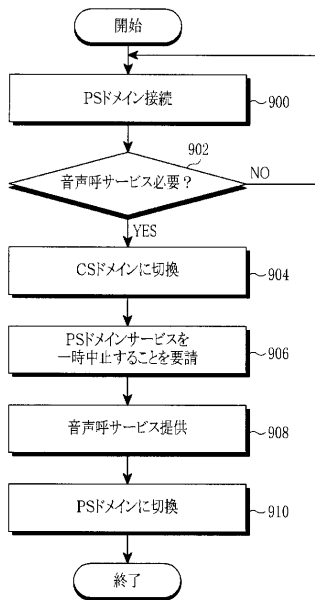 開始
PSドメイン接続
900
902
音声呼サービス必要？
NO
YES
CSドメインに切換
904
PSドメインサービスを
一時中止することを要請
906
音声呼サービス提供
908
PSドメインに切換
910
終了